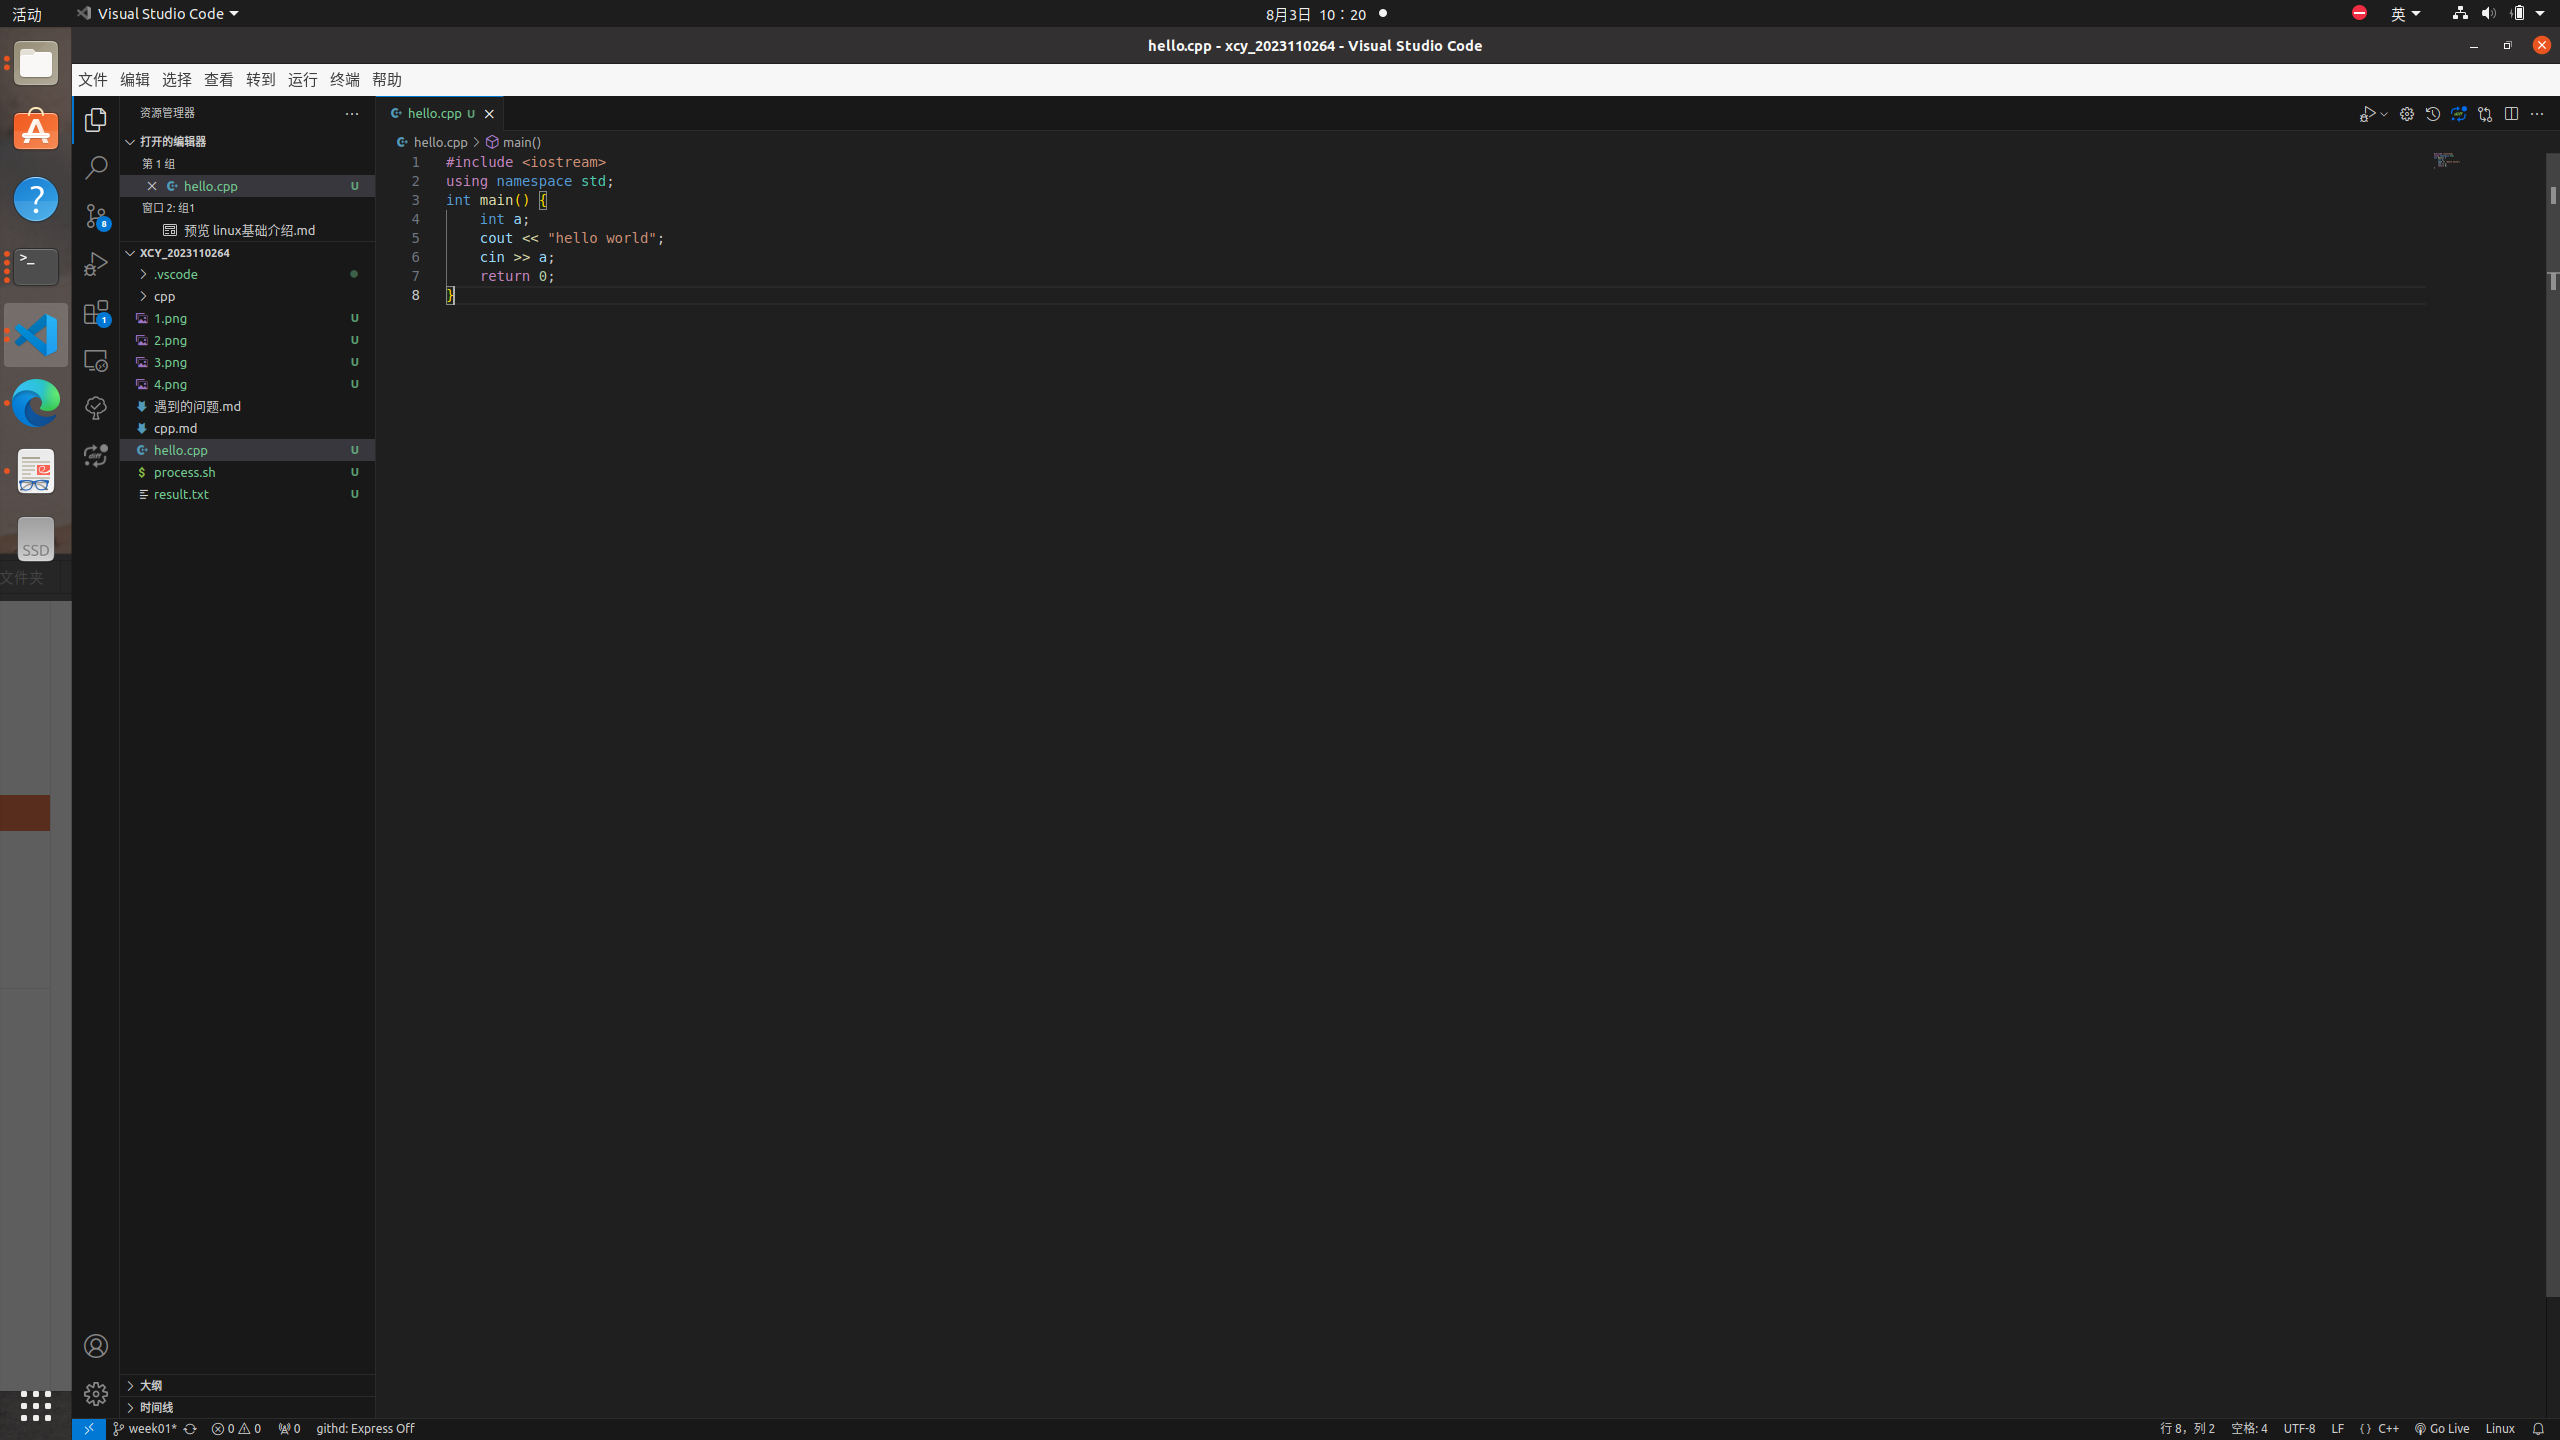 活动
Visual Studio Code
8月3日 10：20
英
hello.cpp - xcy_2023110264 - Visual Studio Code
文件 编辑 选择 查看 转到 运行 终端 帮助
资源管理器
打开的编辑器
第 1 组
hello.cpp U
窗口 2: 组1
预览 linux基础介绍.md
XCY_2023110264
.vscode
cpp
1.png U
2.png U
3.png U
4.png U
遇到的问题.md
cpp.md
hello.cpp U
process.sh U
result.txt U
大纲
时间线
8
1
SSD
文件夹
hello.cpp U
hello.cpp > main()
1 #include <iostream>
2 using namespace std;
3 int main() {
4 int a;
5 cout << "hello world";
6 cin >> a;
7 return 0;
8 }
week01* 0 0 0 githd: Express Off
行 8，列 2 空格: 4 UTF-8 LF {} C++ Go Live Linux